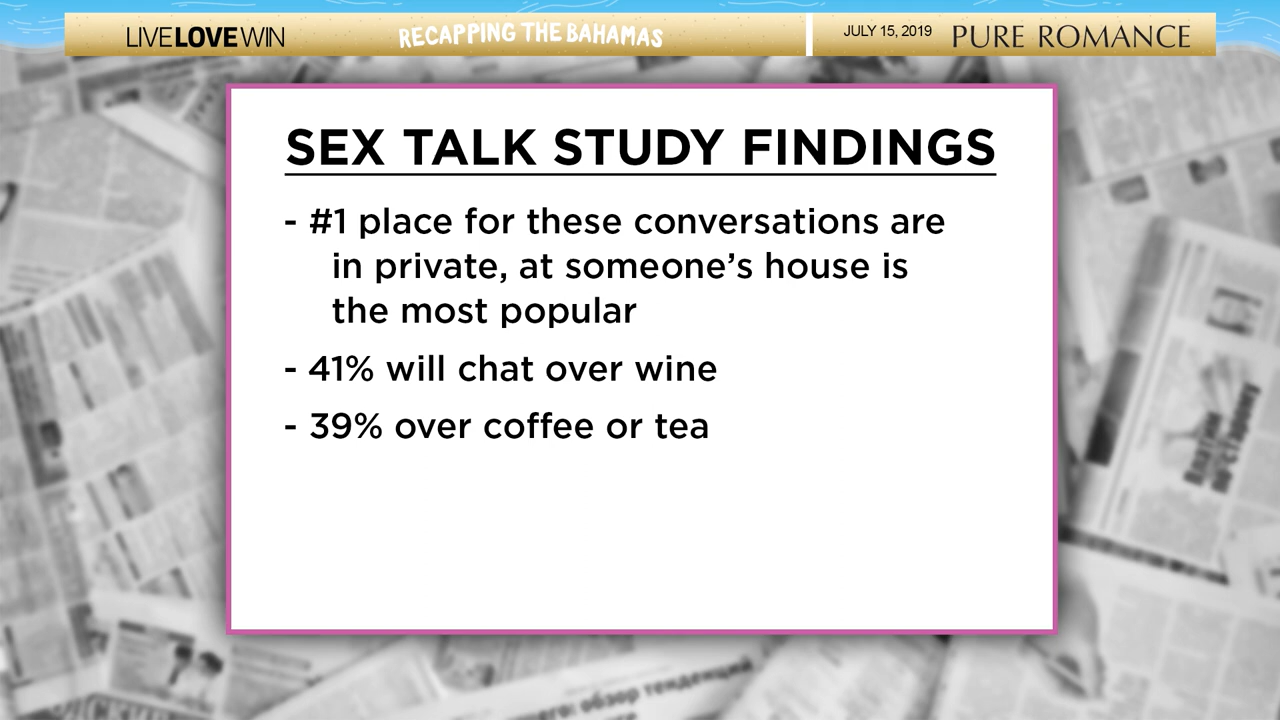 LIVELOVEWIN
RECAPPING THE BAHAMAS
JULY 15, 2019
PURE ROMANCE
SEX TALK STUDY FINDINGS
- #1 place for these conversations are
in private, at someone's house is
the most popular
- 41% will chat over wine
- 39% over coffee or tea
обзор тенденций